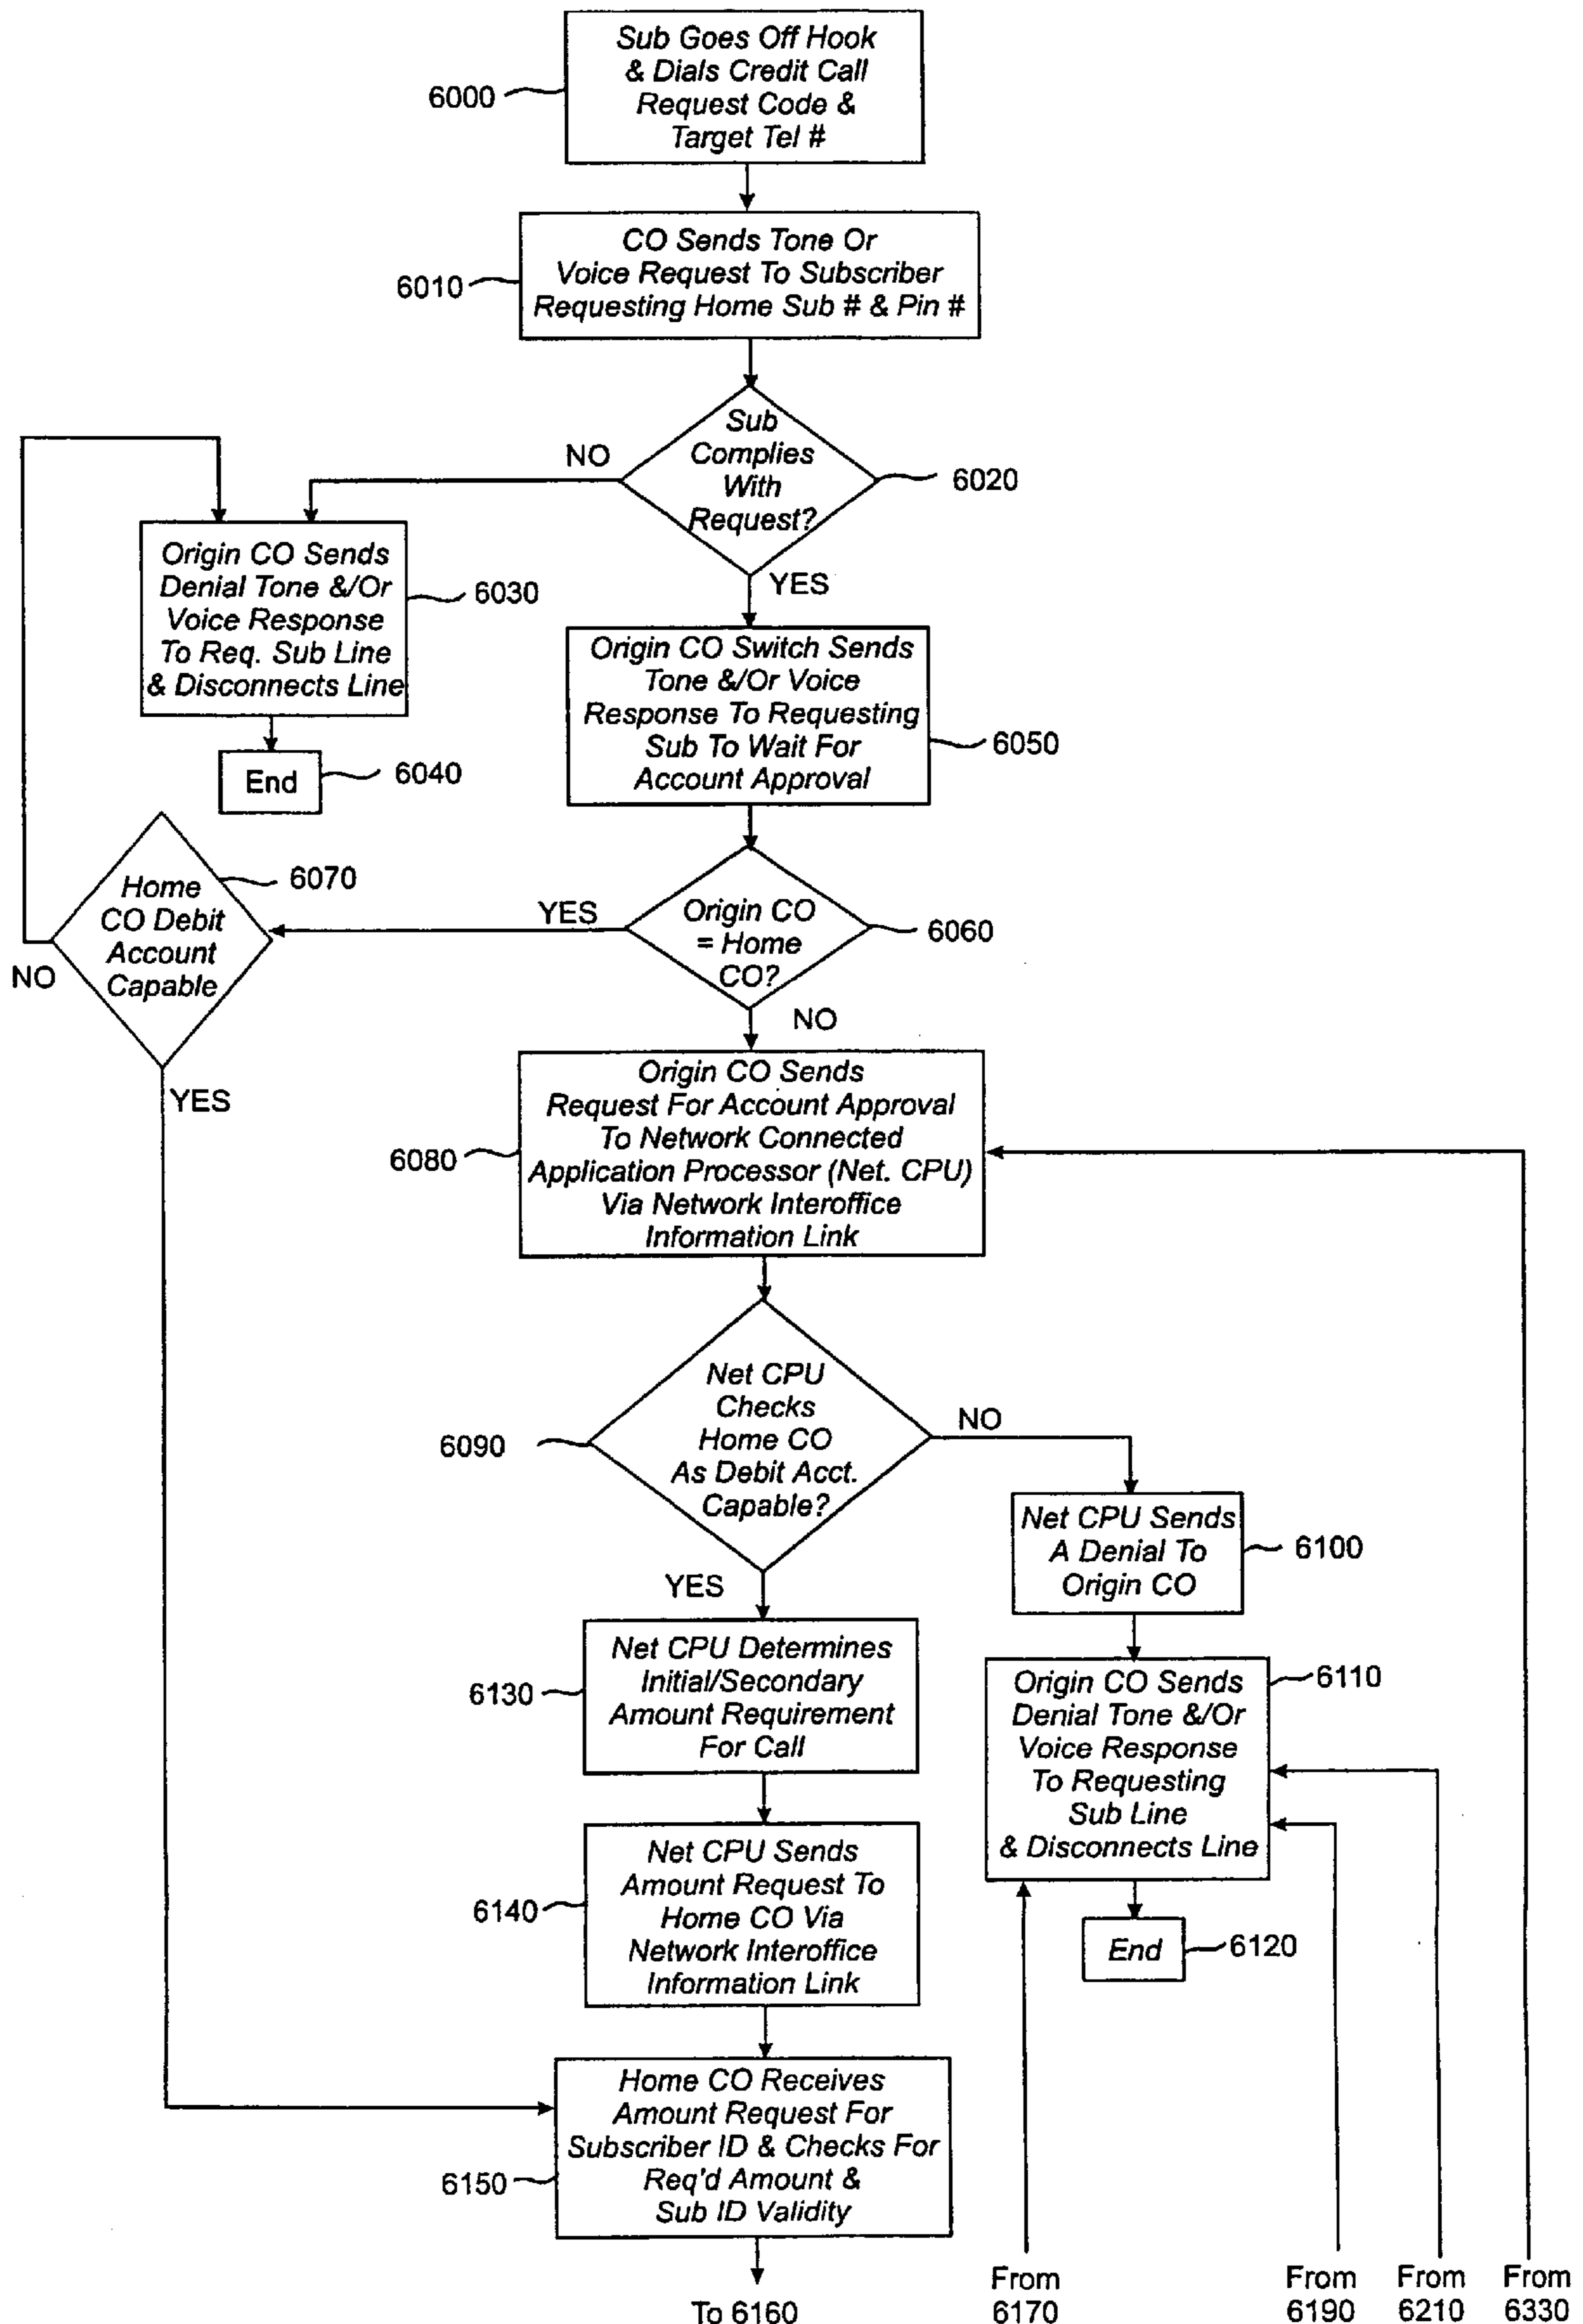 Sub Goes Off Hook
& Dials Credit Call
Request Code &
Target Tel #
6000
CO Sends Tone Or
Voice Request To Subscriber
Requesting Home Sub # & Pin #
6010
Sub
Complies
With
Request?
6020
NO
YES
Origin CO Sends
Denial Tone &/Or
Voice Response
To Req. Sub Line
& Disconnects Line
6030
End
6040
Origin CO Switch Sends
Tone &/Or Voice
Response To Requesting
Sub To Wait For
Account Approval
6050
Origin CO
= Home
CO?
6060
YES
NO
Home
CO Debit
Account
Capable
6070
NO
YES
Origin CO Sends
Request For Account Approval
To Network Connected
Application Processor (Net. CPU)
Via Network Interoffice
Information Link
6080
Net CPU
Checks
Home CO
As Debit Acct.
Capable?
6090
NO
YES
Net CPU Sends
A Denial To
Origin CO
6100
Origin CO Sends
Denial Tone &/Or
Voice Response
To Requesting
Sub Line
& Disconnects Line
6110
End
6120
Net CPU Determines
Initial/Secondary
Amount Requirement
For Call
6130
Net CPU Sends
Amount Request To
Home CO Via
Network Interoffice
Information Link
6140
Home CO Receives
Amount Request For
Subscriber ID & Checks For
Req'd Amount &
Sub ID Validity
6150
To 6160
From
6170
From
6190
From
6210
From
6330